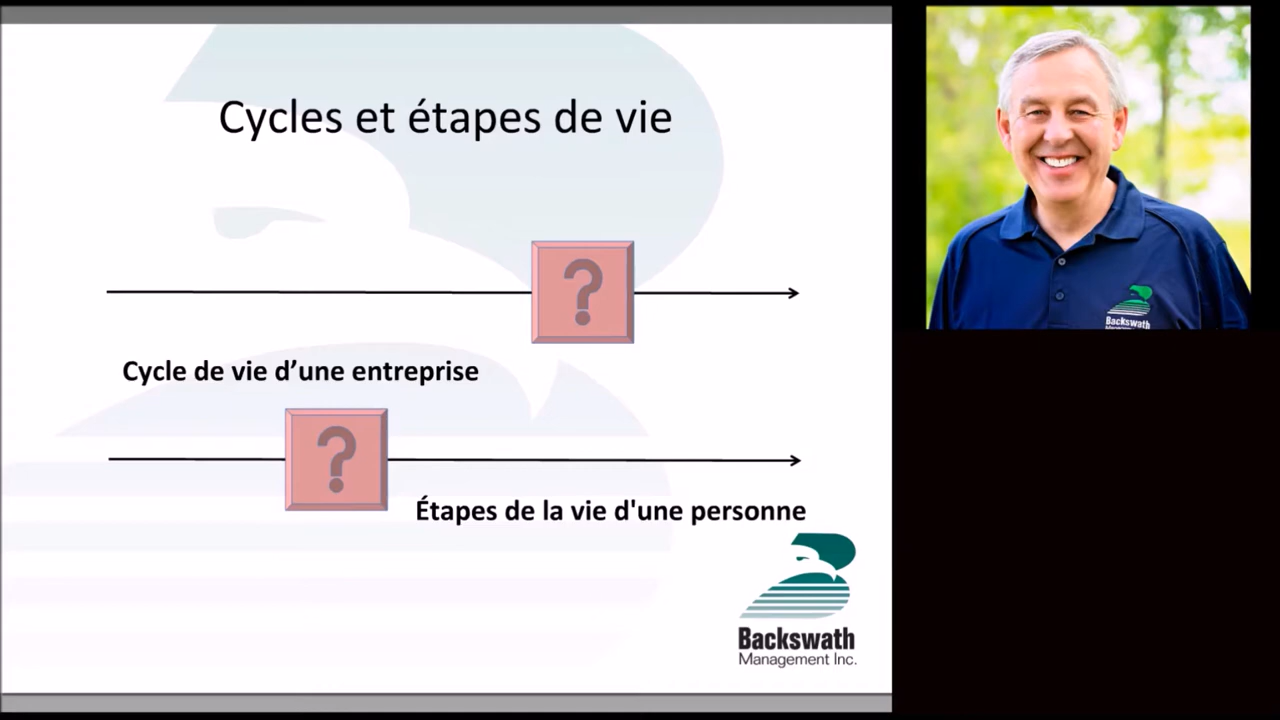 Cycles et étapes de vie
?
Cycle de vie d’une entreprise
?
Étapes de la vie d'une personne
Backswath
Management Inc.
Backswath